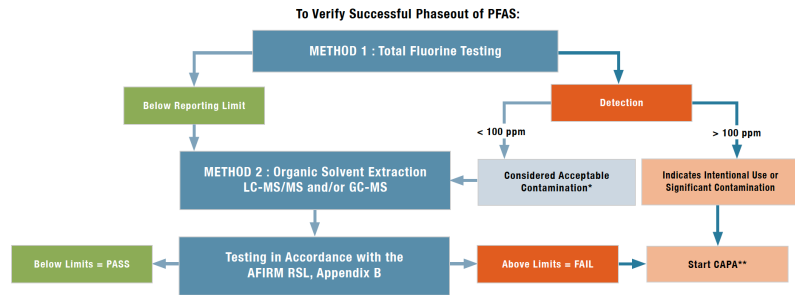 To Verify Successful Phaseout of PFAS:
METHOD 1 : Total Fluorine Testing
Below Reporting Limit
Detection
< 100 ppm
> 100 ppm
METHOD 2 : Organic Solvent Extraction
LC-MS/MS and/or GC-MS
Considered Acceptable
Contamination*
Indicates Intentional Use or
Significant Contamination
Below Limits = PASS
Testing in Accordance with the
AFIRM RSL, Appendix B
Above Limits = FAIL
Start CAPA**